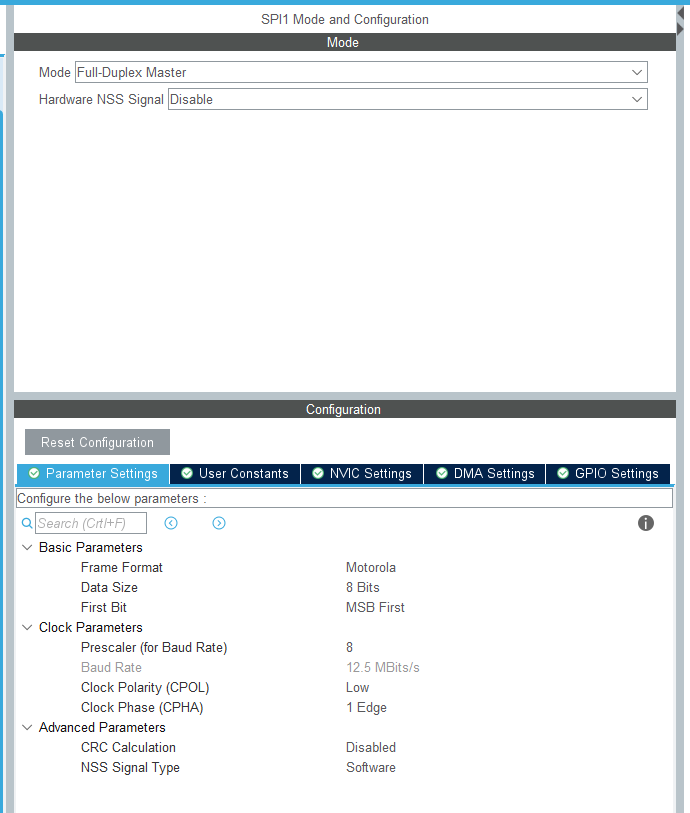 SPI1 Mode and Configuration
Mode
Mode Full-Duplex Master
Hardware NSS Signal Disable
Configuration
Reset Configuration
Parameter Settings User Constants NVIC Settings DMA Settings GPIO Settings
Configure the below parameters :
Search (Crtl+F)
Basic Parameters
Frame Format Motorola
Data Size 8 Bits
First Bit MSB First
Clock Parameters
Prescaler (for Baud Rate) 8
Baud Rate 12.5 MBits/s
Clock Polarity (CPOL) Low
Clock Phase (CPHA) 1 Edge
Advanced Parameters
CRC Calculation Disabled
NSS Signal Type Software